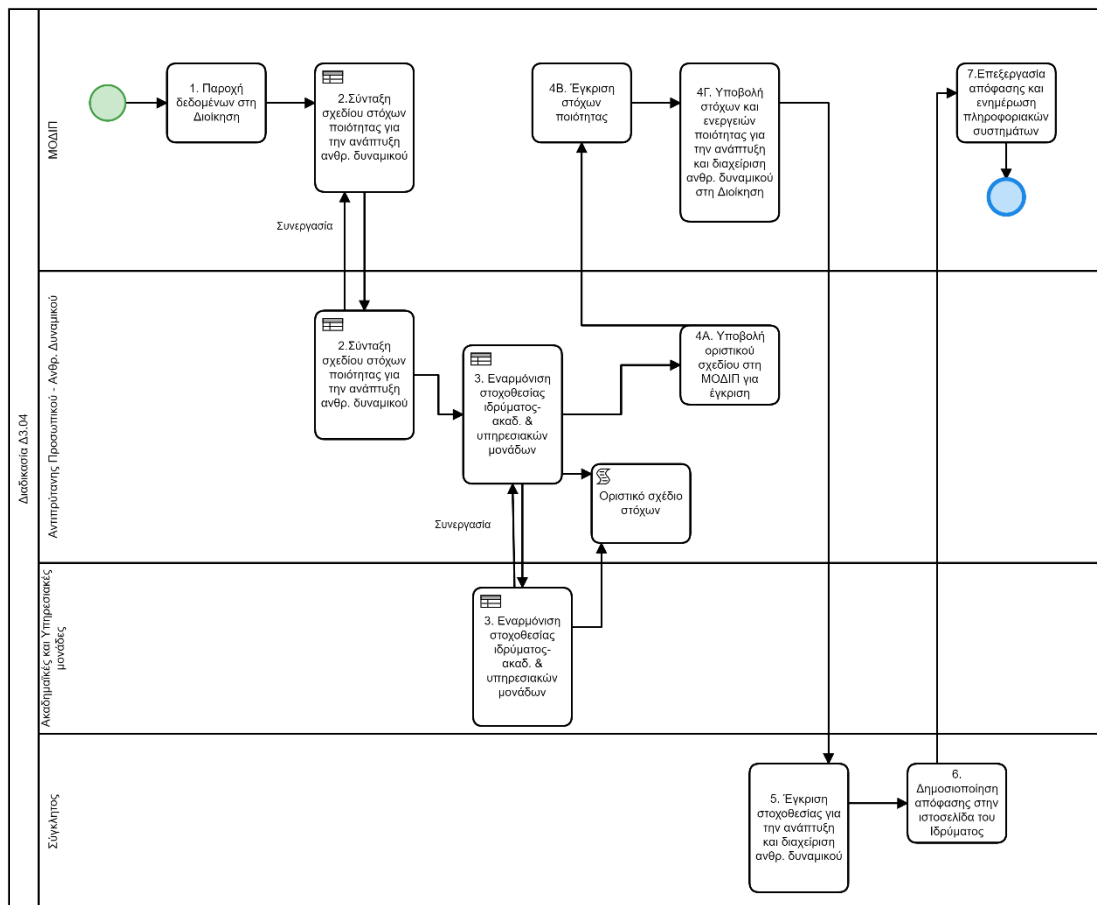 Διαδικασία Δ3.04
ΜΟΔΙΠ
1. Παροχή
δεδομένων στη
Διοίκηση
2.Σύνταξη
σχεδίου στόχων
ποιότητας για
την ανάπτυξη
ανθρ. δυναμικού
4Β. Έγκριση
στόχων
ποιότητας
4Γ. Υποβολή
στόχων και
ενεργειών
ποιότητας για
την ανάπτυξη
και διαχείριση
ανθρ. δυναμικού
στη Διοίκηση
7.Επεξεργασία
απόφασης και
ενημέρωση
πληροφοριακών
συστημάτων
Συνεργασία
Αντιπρύτανης Προσωπικού - Ανθρ. Δυναμικού
2.Σύνταξη
σχεδίου στόχων
ποιότητας για
την ανάπτυξη
ανθρ. δυναμικού
3. Εναρμόνιση
στοχοθεσίας
ιδρύματος-
ακαδ. &
υπηρεσιακών
μονάδων
4Α. Υποβολή
οριστικού
σχεδίου στη
ΜΟΔΙΠ για
έγκριση
Οριστικό σχέδιο
στόχων
Συνεργασία
Ακαδημαϊκές και Υπηρεσιακές
μονάδες
3. Εναρμόνιση
στοχοθεσίας
ιδρύματος-
ακαδ. &
υπηρεσιακών
μονάδων
Σύγκλητος
5. Έγκριση
στοχοθεσίας για
την ανάπτυξη
και διαχείριση
ανθρ. δυναμικού
6.
Δημοσιοποίηση
απόφασης στην
ιστοσελίδα του
Ιδρύματος